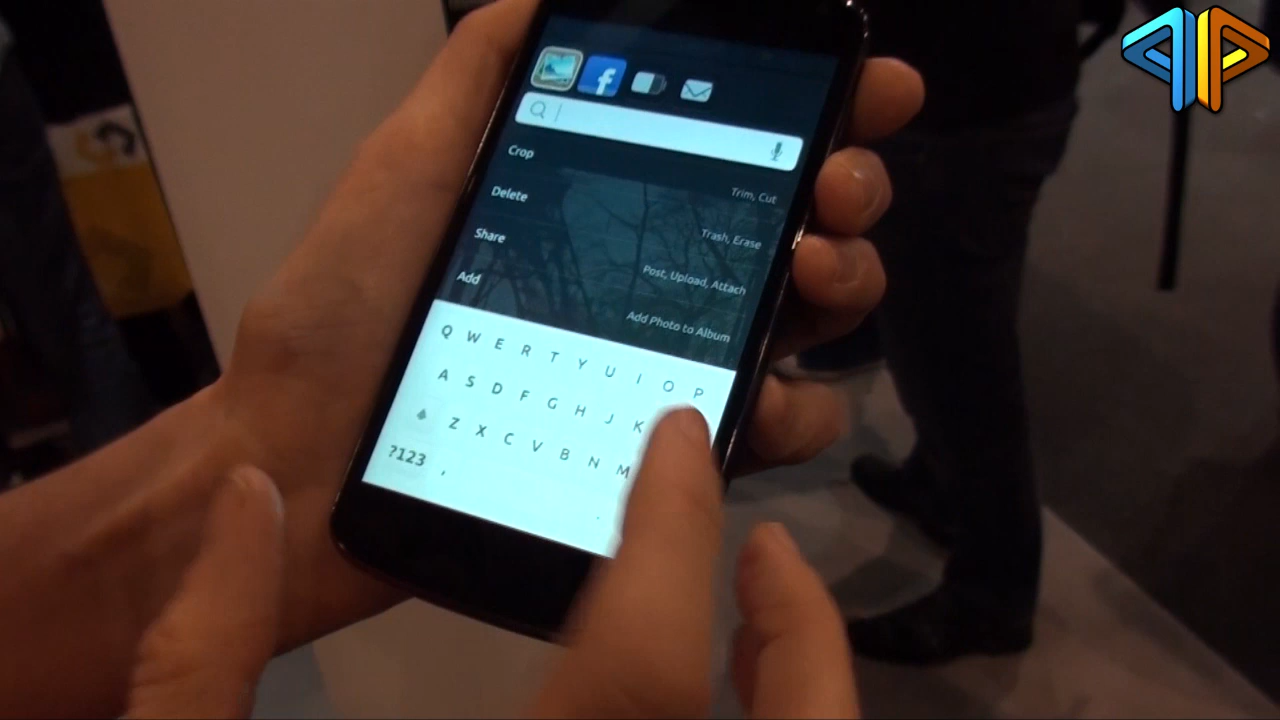 Crop
Trim, Cut
Delete
Trash, Erase
Share
Post, Upload, Attach
Add
Add Photo to Album
Q W E R T Y U I O P
A S D F G H J K
Z X C V B N M
?123 , .